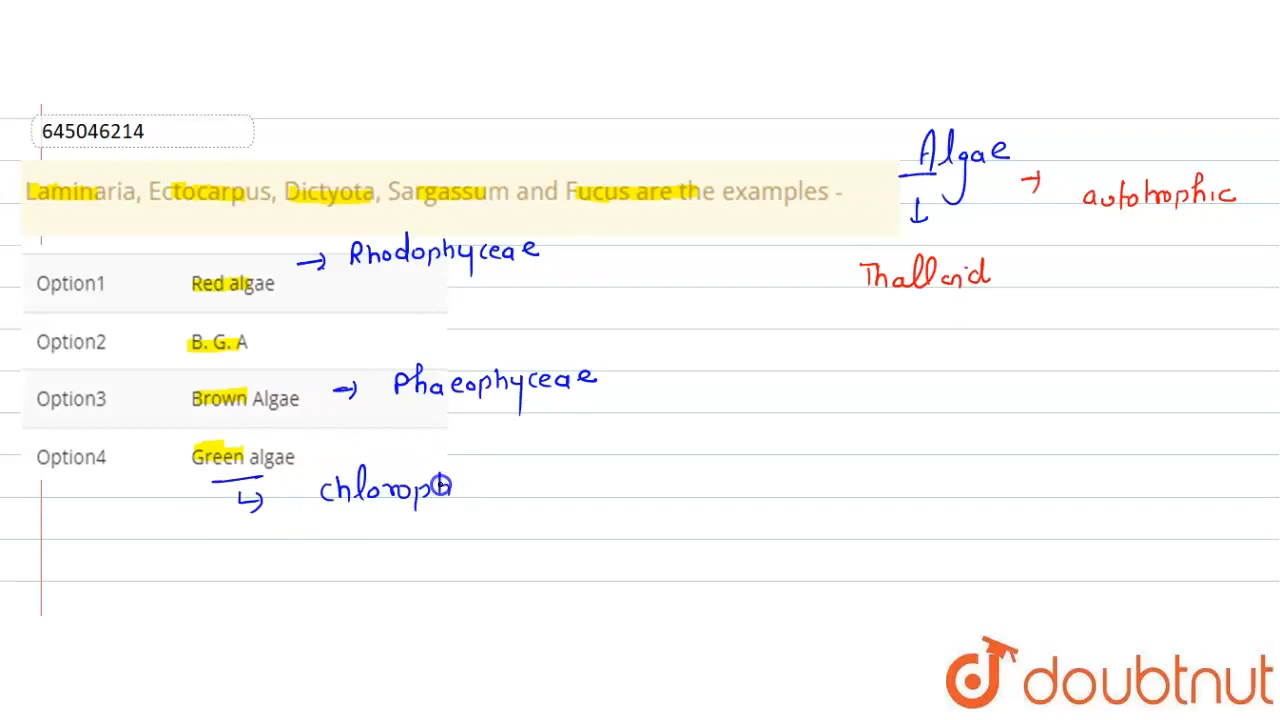 645046214
Laminaria, Ectocarpus, Dictyota, Sargassum and Fucus are the examples -
Algae
→ autotrophic
↓
Thalloid
Option1 Red algae → Rhodophyceae
Option2 B. G. A
Option3 Brown Algae → Phaeophyceae
Option4 Green algae
↳ chloroph
doubtnut